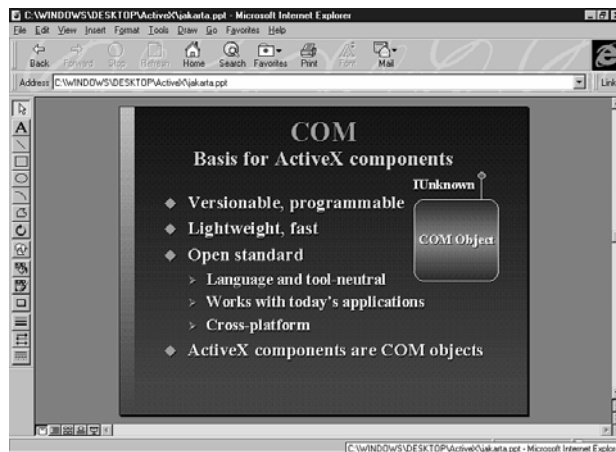 C:\WINDOWS\DESKTOP\ActiveX\jakarta.ppt - Microsoft Internet Explorer
File Edit View Insert Format Tools Draw Go Favorites Help
Back Forward Stop Refresh Home Search Favorites Print Font Mail
Address C:\WINDOWS\DESKTOP\ActiveX\jakarta.ppt Link
COM
Basis for ActiveX components
IUnknown
Versionable, programmable
Lightweight, fast
COM Object
Open standard
Language and tool-neutral
Works with today's applications
Cross-platform
ActiveX components are COM objects
C:\WINDOWS\DESKTOP\ActiveX\jakarta.ppt - Microsoft Internet Explor